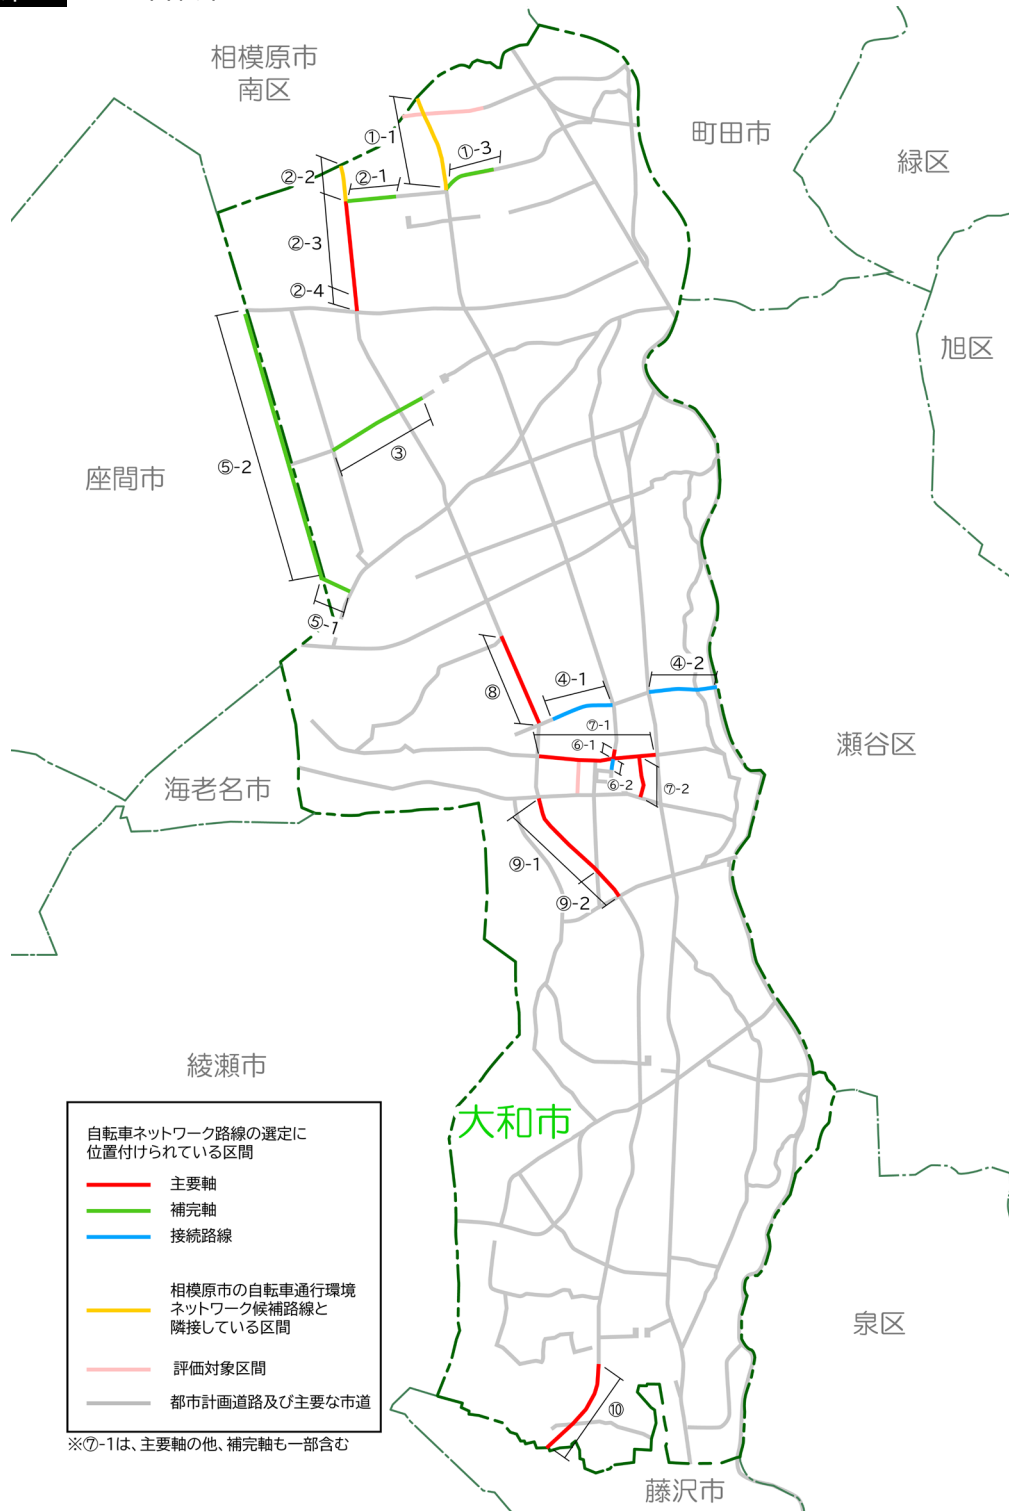 相模原市
南区
町田市
緑区
①-1
①-3
②-2
②-1
②-3
②-4
旭区
⑤-2
③
座間市
⑤-1
④-2
⑧
④-1
⑦-1
⑥-1
瀬谷区
海老名市
⑥-2
⑦-2
⑨-1
⑨-2
綾瀬市
大和市
自転車ネットワーク路線の選定に
位置付けられている区間
主要軸
補完軸
接続路線
相模原市の自転車通行環境
ネットワーク候補路線と
隣接している区間
評価対象区間
都市計画道路及び主要な市道
※⑦-1は、主要軸の他、補完軸も一部含む
泉区
⑩
藤沢市